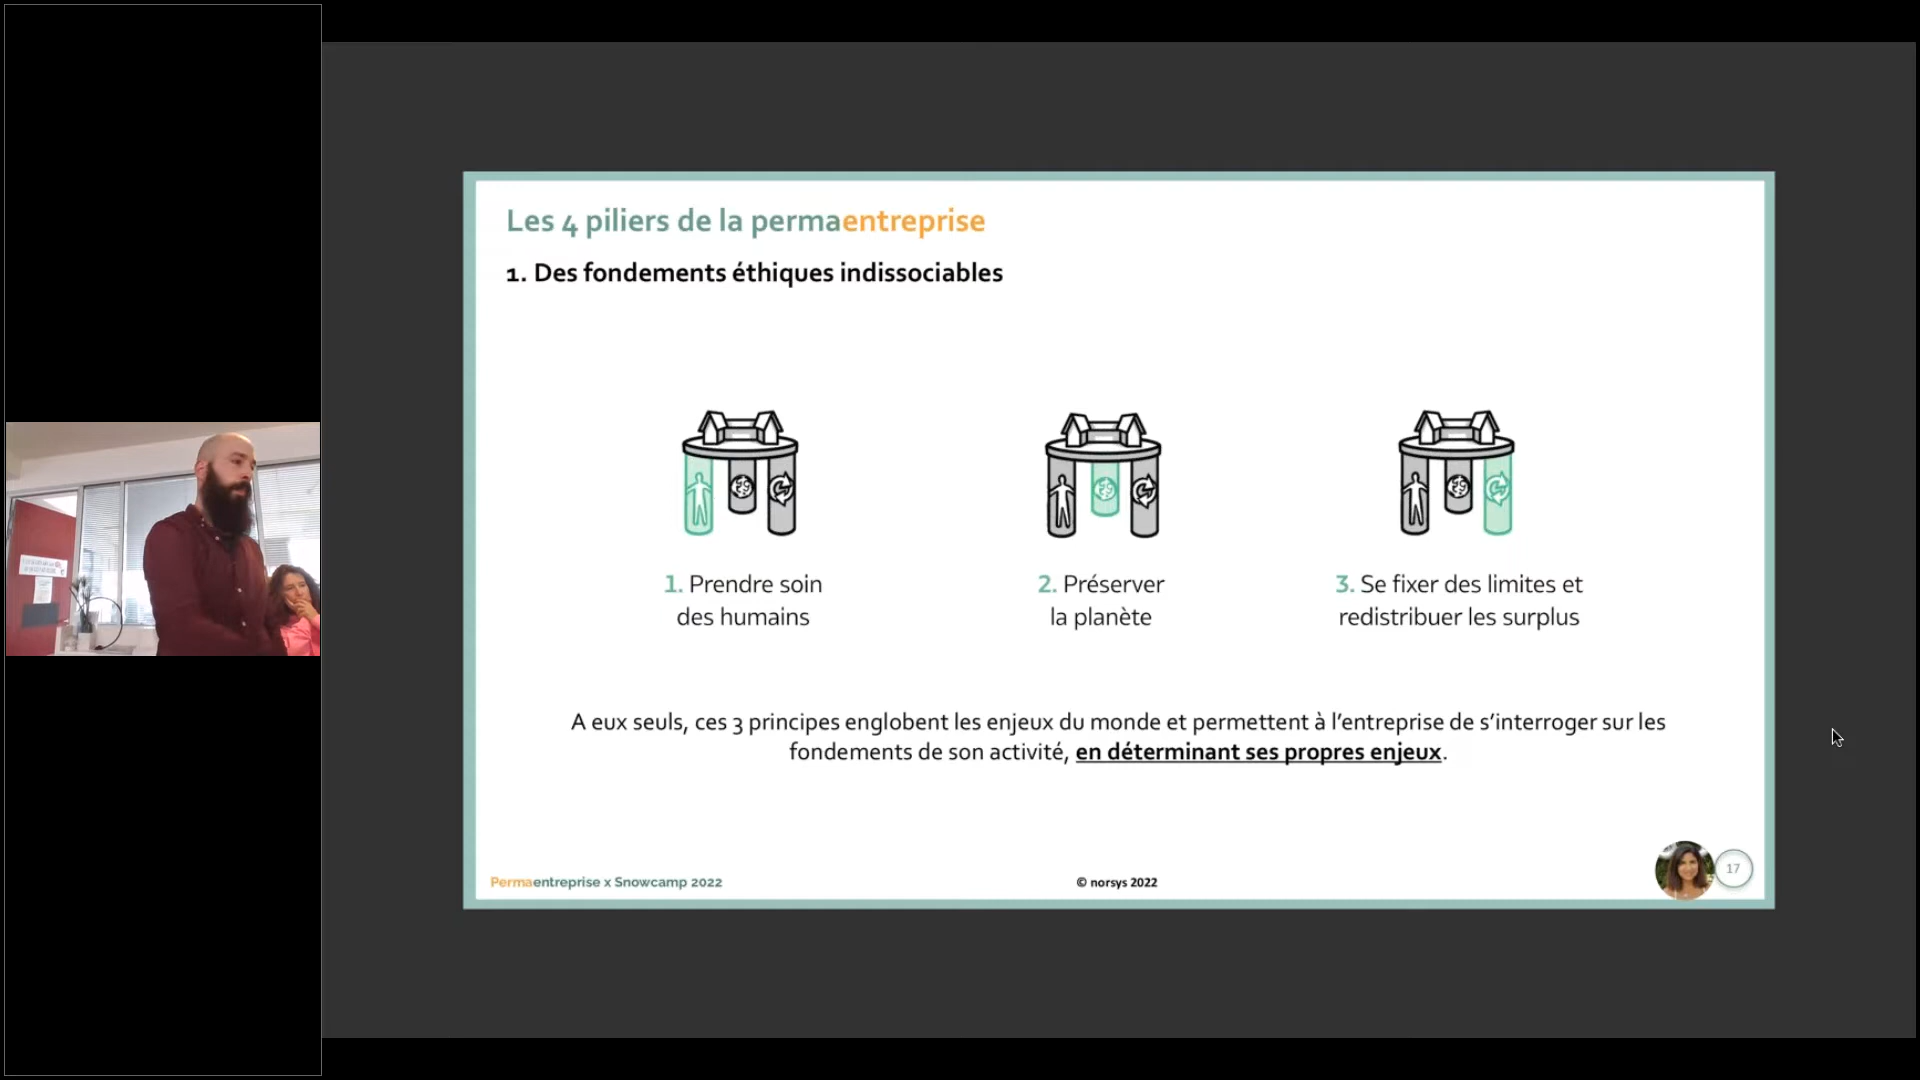 Les 4 piliers de la permaentreprise
1. Des fondements éthiques indissociables
1. Prendre soin
des humains
2. Préserver
la planète
3. Se fixer des limites et
redistribuer les surplus
A eux seuls, ces 3 principes englobent les enjeux du monde et permettent à l’entreprise de s’interroger sur les
fondements de son activité, en déterminant ses propres enjeux.
Permaentreprise x Snowcamp 2022
© norsys 2022
17